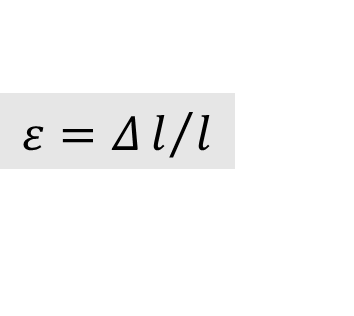 ε = Δ l/l